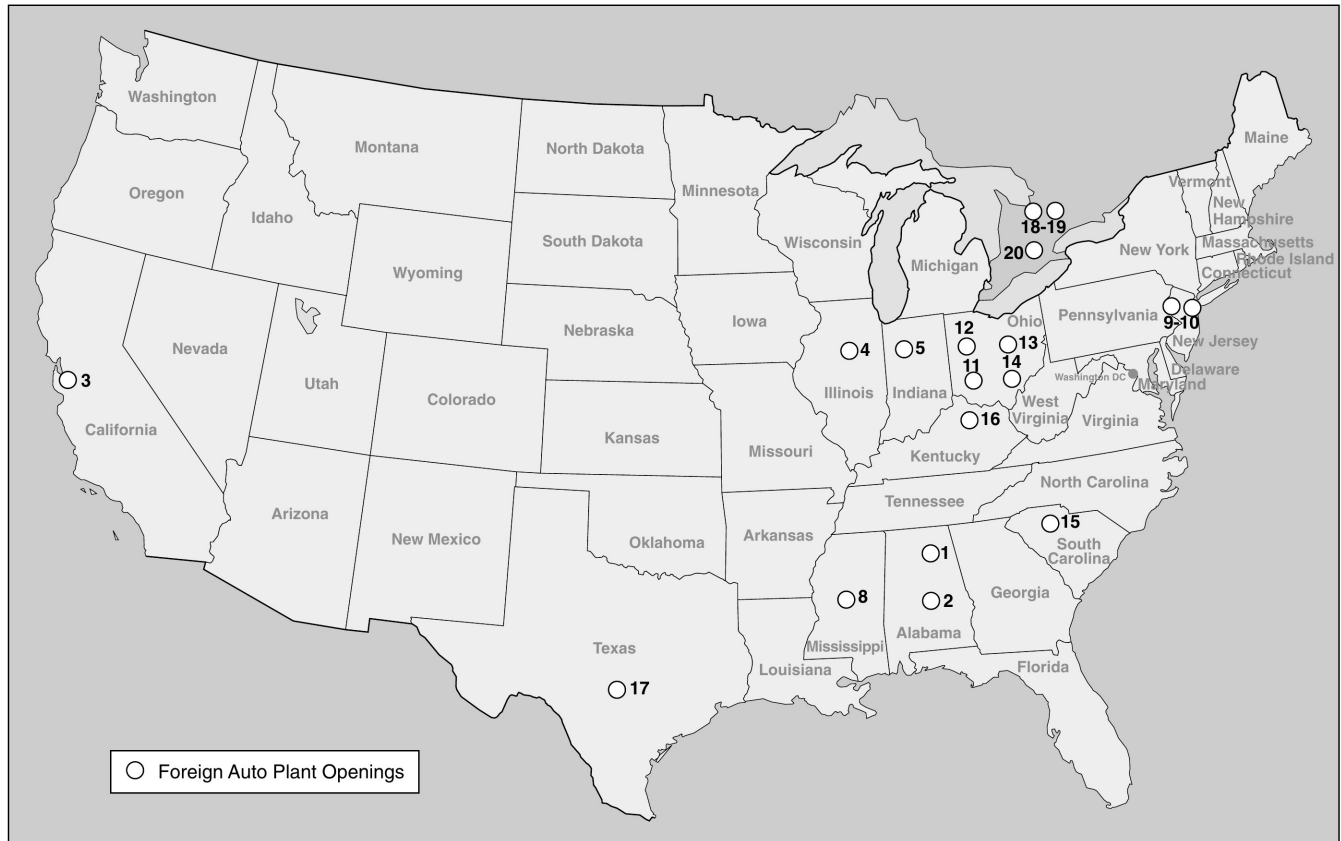 Washington
Montana
North Dakota
Minnesota
Maine
Oregon
Idaho
Vermont
New
Hampshire
18-19
South Dakota
Wisconsin
Michigan
20
New York
Massachusetts
Rhode Island
Connecticut
Wyoming
Nebraska
Iowa
12
Ohio
Pennsylvania
9-10
Nevada
4
5
13
New Jersey
3
Utah
Colorado
Illinois
Indiana
11
14
Washington DC
Delaware
Maryland
California
Kansas
Missouri
16
Kentucky
West
Virginia
Virginia
Arizona
New Mexico
Oklahoma
Arkansas
Tennessee
North Carolina
15
South
Carolina
1
8
2
Georgia
Texas
Mississippi
Alabama
Louisiana
Florida
17
Foreign Auto Plant Openings